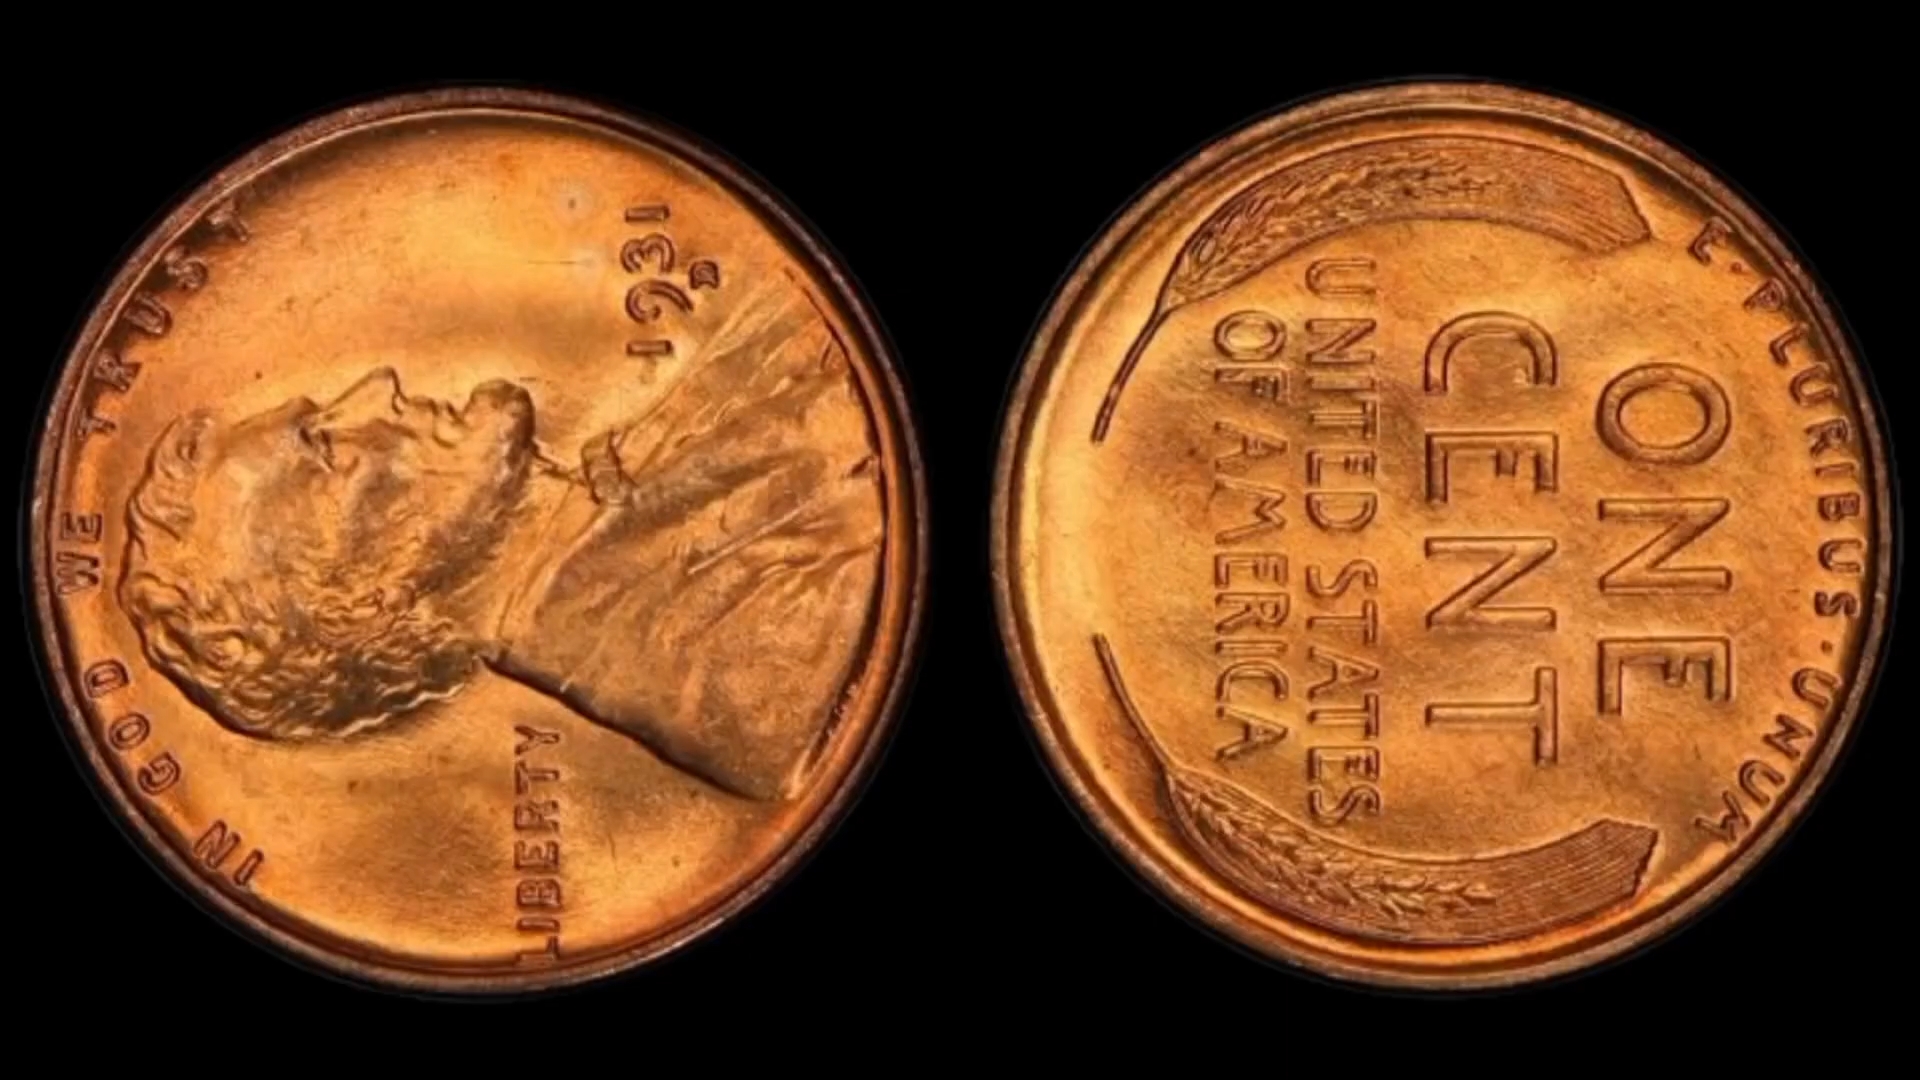 IN GOD WE TRUST
LIBERTY
1931
D
E·PLURIBUS·UNUM
ONE
CENT
UNITED STATES
OF AMERICA